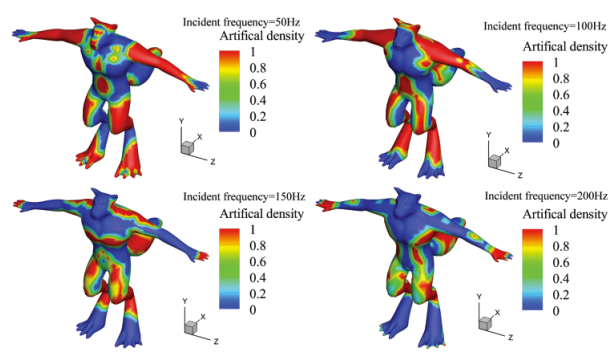 Incident frequency=50Hz
Artifical density
1
0.8
0.6
0.4
0.2
0
Y
X
Z
Incident frequency=100Hz
Artifical density
1
0.8
0.6
0.4
0.2
0
Y
X
Z
Incident frequency=150Hz
Artifical density
1
0.8
0.6
0.4
0.2
0
Y
X
Z
Incident frequency=200Hz
Artifical density
1
0.8
0.6
0.4
0.2
0
Y
X
Z